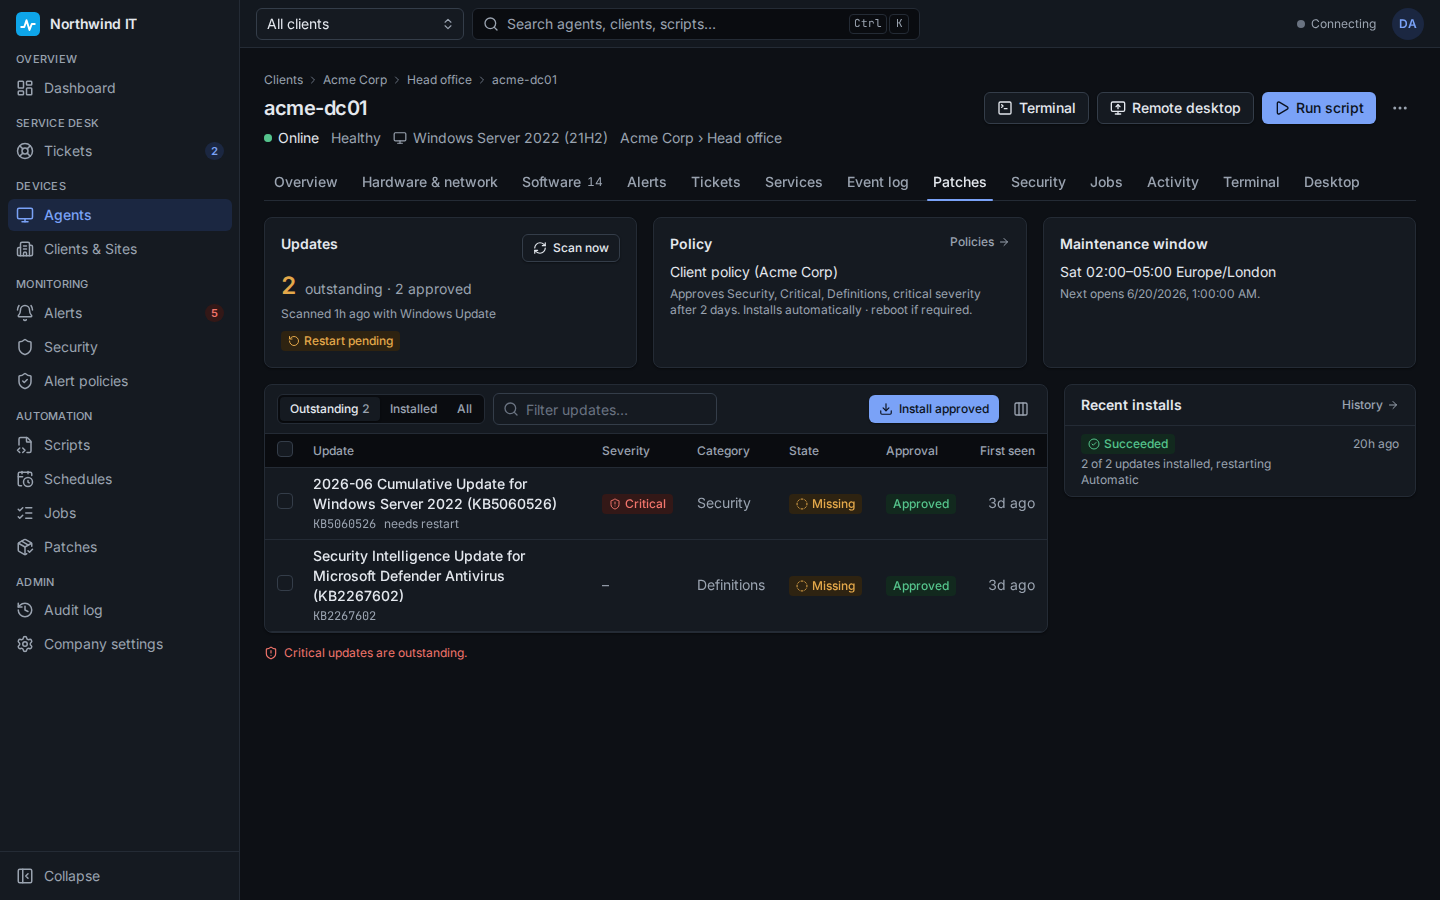 Northwind IT
All clients
Search agents, clients, scripts...
Ctrl K
Connecting
DA
OVERVIEW
Dashboard
SERVICE DESK
Tickets 2
DEVICES
Agents
Clients & Sites
MONITORING
Alerts 5
Security
Alert policies
AUTOMATION
Scripts
Schedules
Jobs
Patches
ADMIN
Audit log
Company settings
Collapse
Clients > Acme Corp > Head office > acme-dc01
acme-dc01
Terminal
Remote desktop
Run script
Online Healthy Windows Server 2022 (21H2) Acme Corp › Head office
Overview Hardware & network Software 14 Alerts Tickets Services Event log Patches Security Jobs Activity Terminal Desktop
Updates
Scan now
2 outstanding · 2 approved
Scanned 1h ago with Windows Update
Restart pending
Policy
Policies →
Client policy (Acme Corp)
Approves Security, Critical, Definitions, critical severity
after 2 days. Installs automatically · reboot if required.
Maintenance window
Sat 02:00–05:00 Europe/London
Next opens 6/20/2026, 1:00:00 AM.
Outstanding 2 Installed All
Filter updates...
Install approved
Update Severity Category State Approval First seen
2026-06 Cumulative Update for
Windows Server 2022 (KB5060526)
KB5060526 needs restart
Critical Security Missing Approved 3d ago
Security Intelligence Update for
Microsoft Defender Antivirus
(KB2267602)
KB2267602
– Definitions Missing Approved 3d ago
Critical updates are outstanding.
Recent installs
History →
Succeeded 20h ago
2 of 2 updates installed, restarting
Automatic